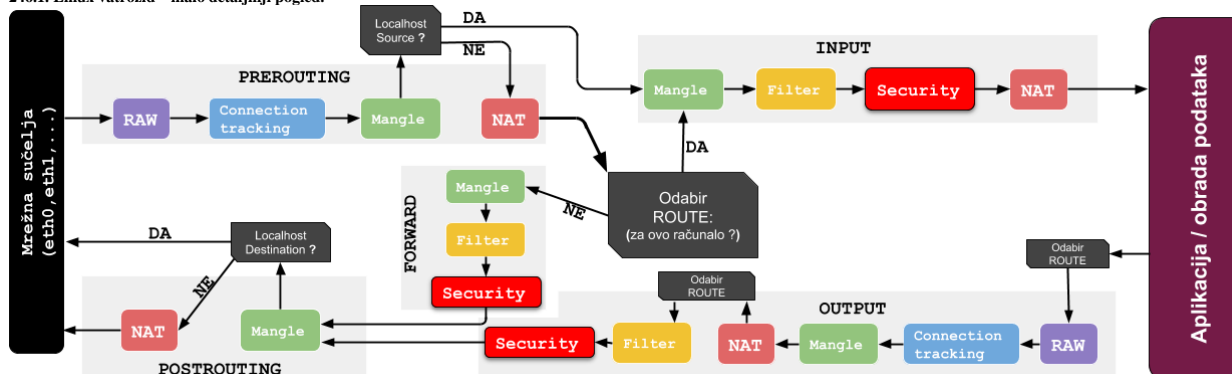 24.6.1. Linux vatrozid – malo detaljniji pogled.
Mrežna sučelja
(eth0,eth1,...)
PREROUTING
RAW
Connection
tracking
Mangle
Localhost
Source ?
DA
NE
NAT
INPUT
Mangle
Filter
Security
NAT
DA
Odabir
ROUTE:
(za ovo računalo ?)
NE
FORWARD
Mangle
Filter
Security
Aplikacija / obrada podataka
Odabir
ROUTE
OUTPUT
RAW
Connection
tracking
Mangle
NAT
Odabir
ROUTE
Filter
Security
POSTROUTING
Mangle
Localhost
Destination ?
DA
NE
NAT